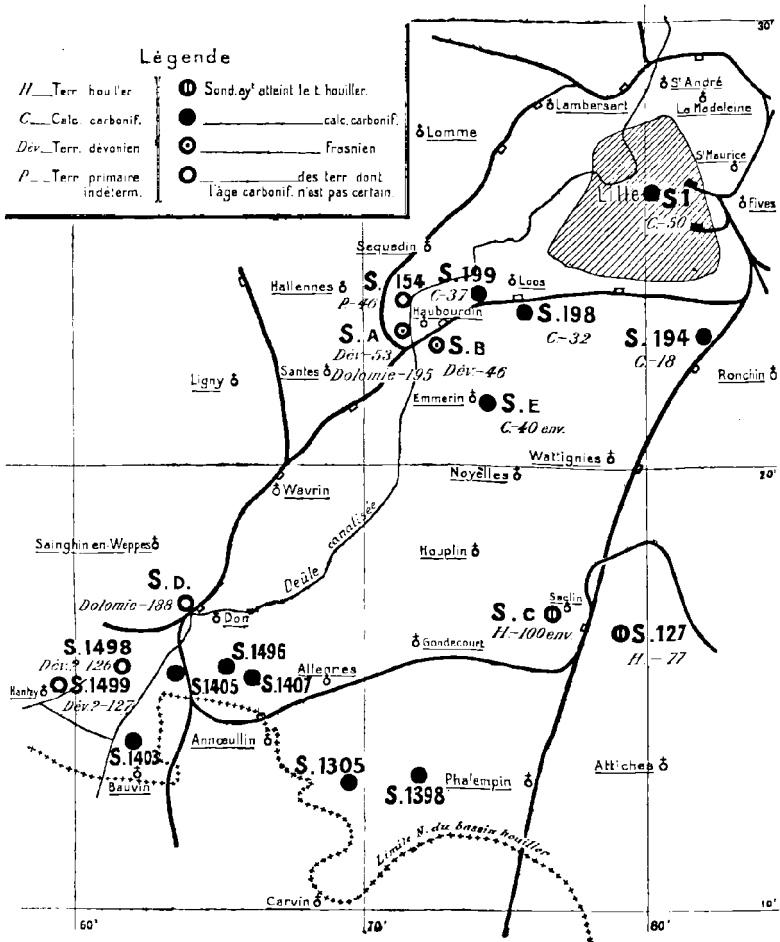 Légende
H Terr houiller
C Calc. carbonif.
Dév. Terr. dévonien
P Terr primaire indéterm.
Sond. ayt atteint le t. houiller.
calc. carbonif.
Frasnien
des terr dont
l'âge carbonif. n'est pas certain.
30'
St André
La Madeleine
Lambersart
Lomme
St Maurice
Lille
S.1
C.-50
Fives
Sequedin
Hallennes
S. 154
P-46
S.199
C-37
Loos
Haubourdin
S.A
Dév-53
Dolomie-195
S.B
Dév.-46
S.198
C-32
S.194
C.-18
Ronchin
Santes
Ligny
Emmerin
S.E
C-40 env.
Wattignies
Noyelles
20'
Wavrin
Deûle canalisée
Sainghin en-Weppes
Houplin
S.D.
Dolomie-188
Don
Seclin
S.C
H.-100 env.
S.127
H.- 77
Gondecourt
S.1498
Dév.? 126
Hantay
S.1499
Dév.?-127
S.1496
S.1405
S.1407
Allennes
S.1403
Bauvin
Annœullin
S.1305
S.1398
Phalempin
Attiches
Limite N. du bassin houiller
Carvin
10'
60'
70'
80'